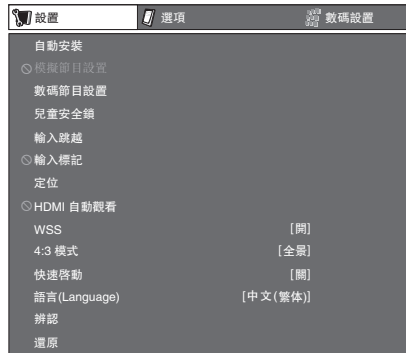 設置 選項 數碼設置
自動安裝
模擬節目設置
數碼節目設置
兒童安全鎖
輸入跳越
輸入標記
定位
HDMI 自動觀看
WSS [開]
4:3 模式 [全景]
快速啓動 [關]
語言(Language) [中文(繁体)]
辨認
還原